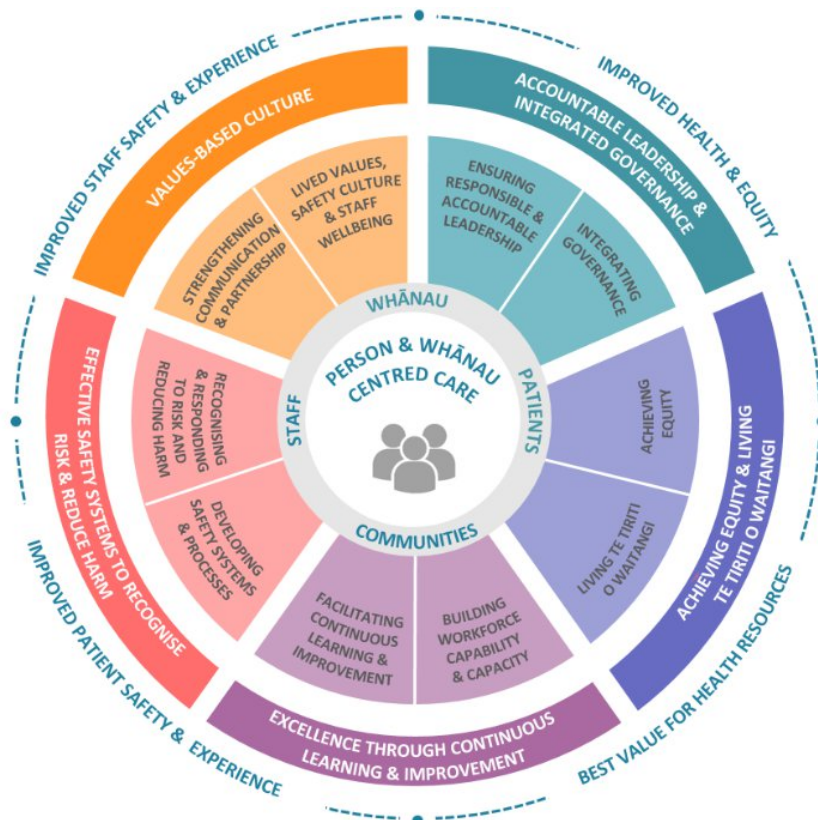 IMPROVED STAFF SAFETY & EXPERIENCE
IMPROVED HEALTH & EQUITY
BEST VALUE FOR HEALTH RESOURCES
IMPROVED PATIENT SAFETY & EXPERIENCE
VALUES-BASED CULTURE
ACCOUNTABLE LEADERSHIP &
INTEGRATED GOVERNANCE
ACHIEVING EQUITY & LIVING
TE TIRITI O WAITANGI
EXCELLENCE THROUGH CONTINUOUS
LEARNING & IMPROVEMENT
EFFECTIVE SAFETY SYSTEMS TO RECOGNISE
RISK & REDUCE HARM
STRENGTHENING
COMMUNICATION
& PARTNERSHIP
LIVED VALUES,
SAFETY CULTURE
& STAFF
WELLBEING
ENSURING
RESPONSIBLE &
ACCOUNTABLE
LEADERSHIP
INTEGRATING
GOVERNANCE
ACHIEVING
EQUITY
LIVING TE TIRITI
O WAITANGI
BUILDING
WORKFORCE
CAPABILITY
& CAPACITY
FACILITATING
CONTINUOUS
LEARNING &
IMPROVEMENT
DEVELOPING
SAFETY SYSTEMS
& PROCESSES
RECOGNISING
& RESPONDING
TO RISK AND
REDUCING HARM
WHĀNAU
PATIENTS
COMMUNITIES
STAFF
PERSON & WHĀNAU
CENTRED CARE